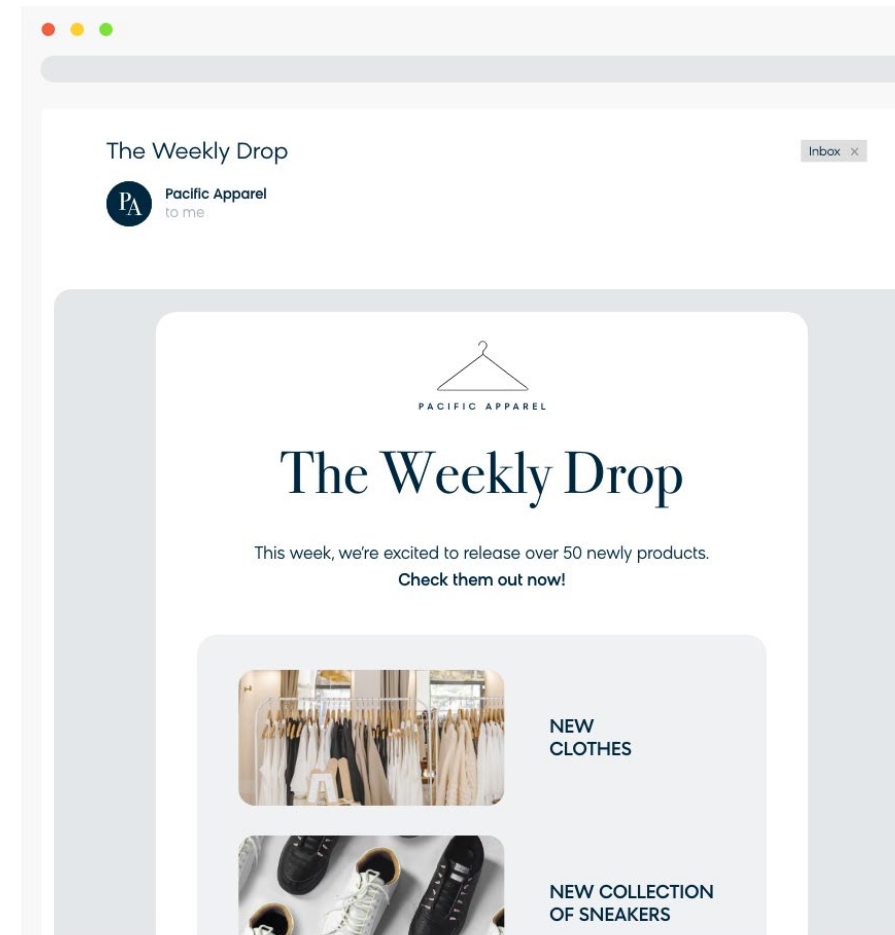 The Weekly Drop
Inbox ×
PA
Pacific Apparel
to me
PACIFIC APPAREL
The Weekly Drop
This week, we're excited to release over 50 newly products.
Check them out now!
NEW
CLOTHES
NEW COLLECTION
OF SNEAKERS